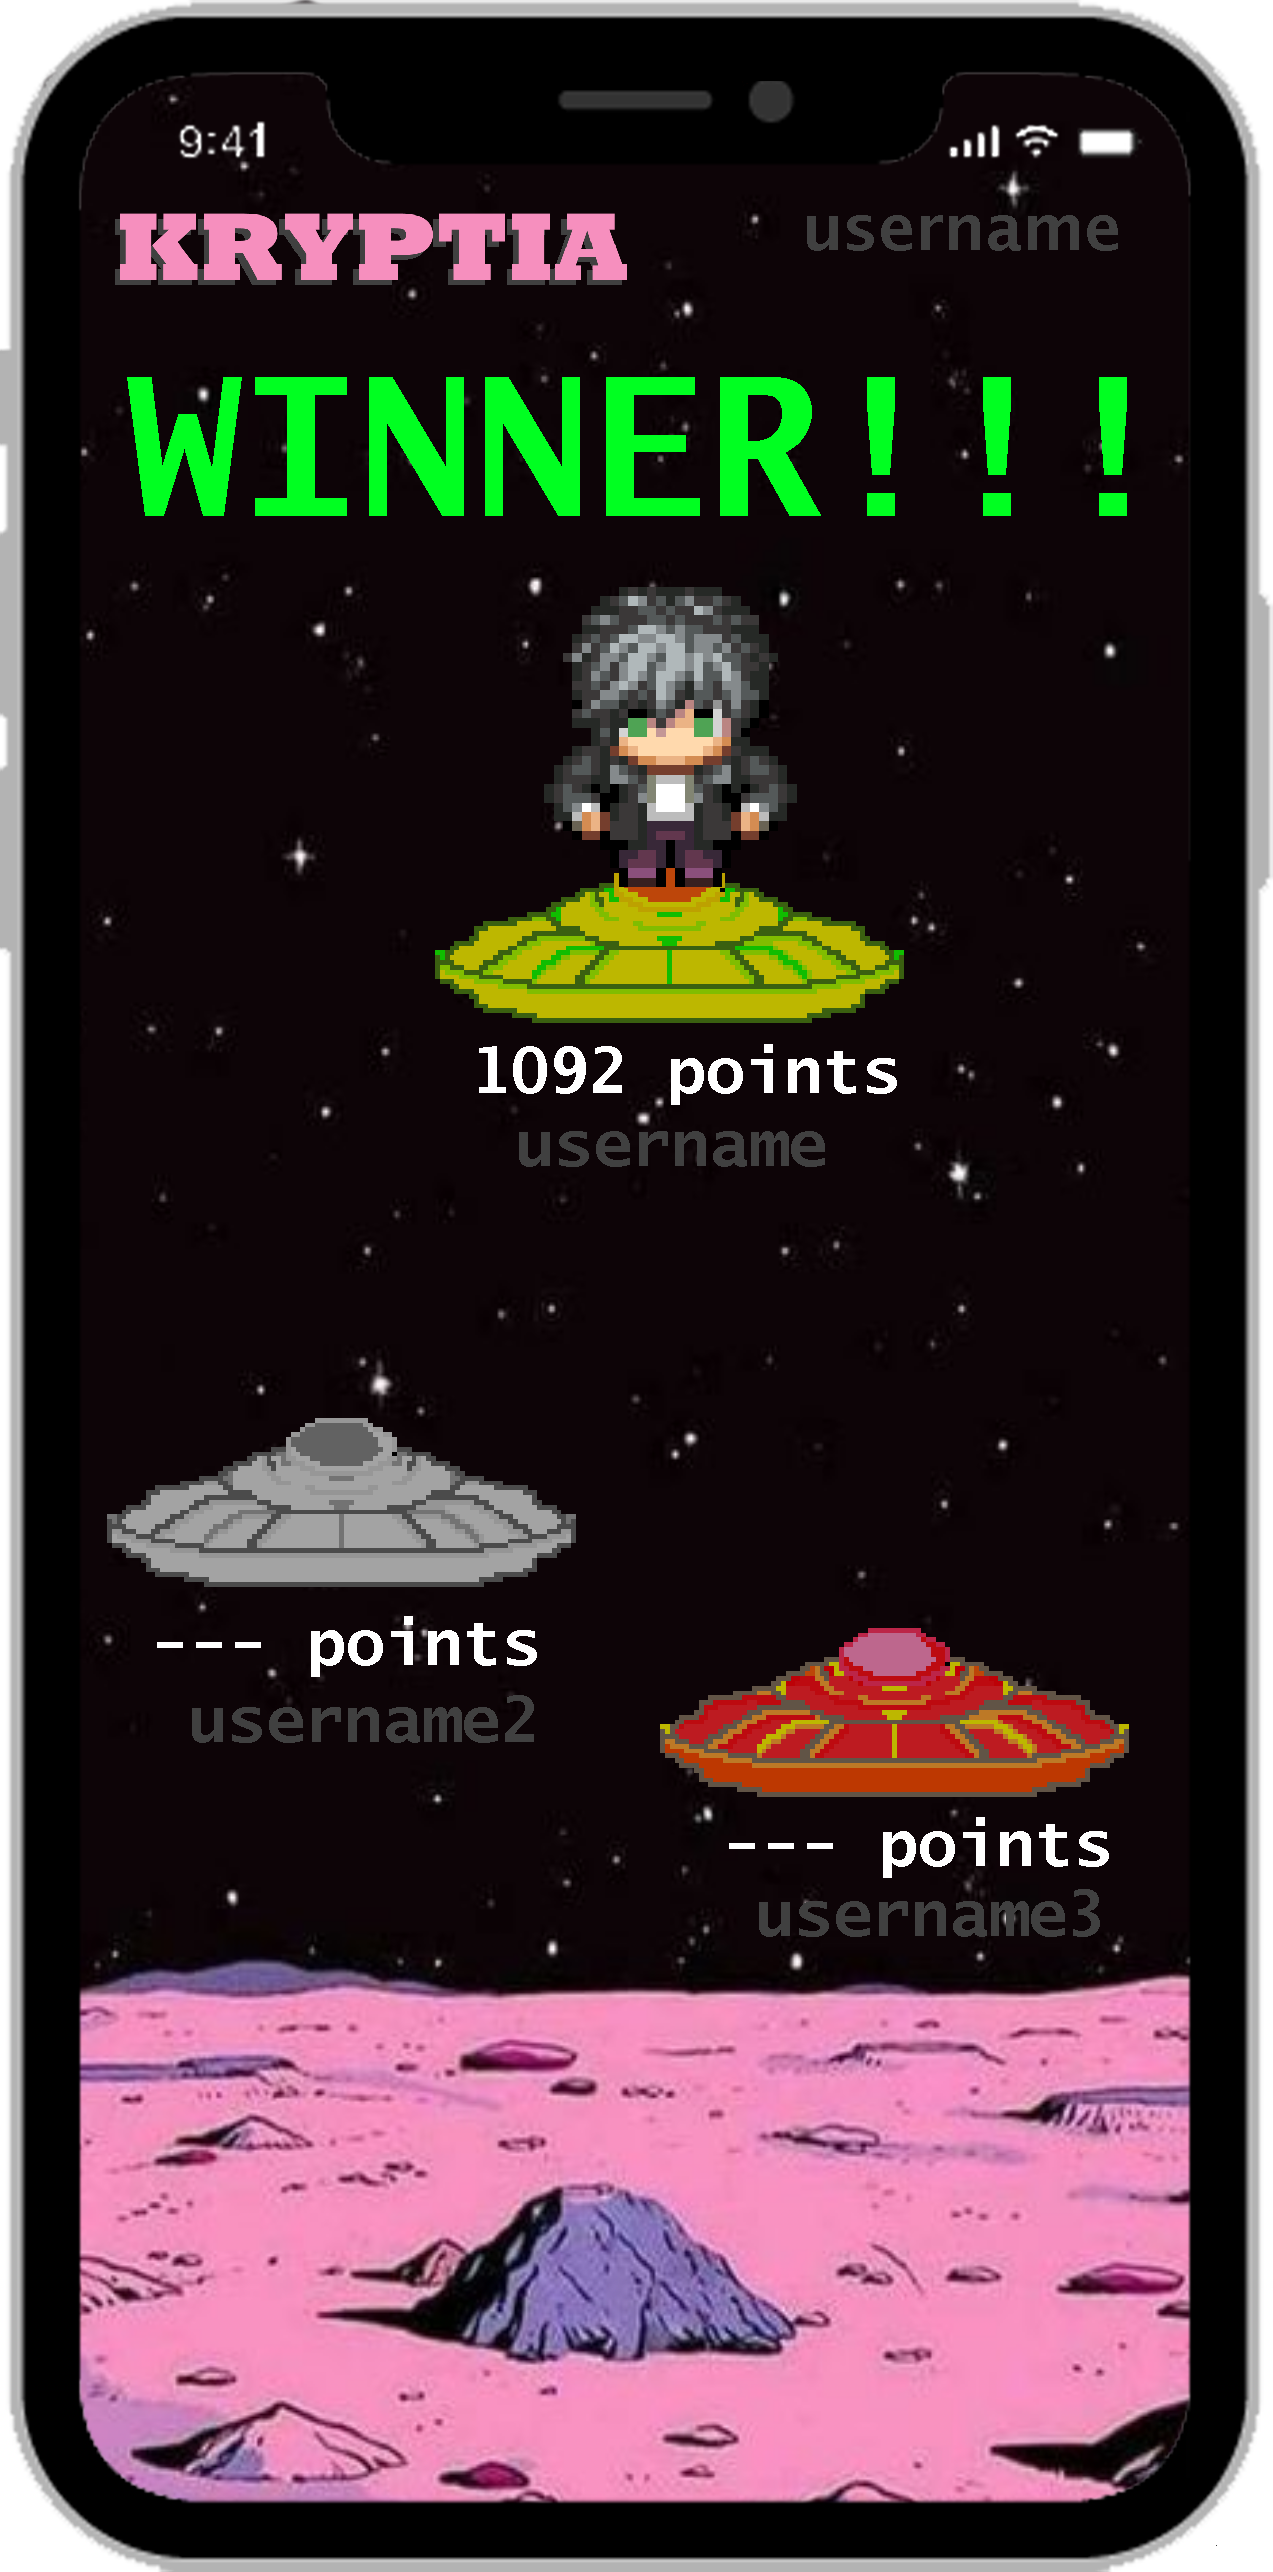 9:41
KRYPTIA
username
WINNER!!!
1092 points
username
--- points
username2
--- points
username3